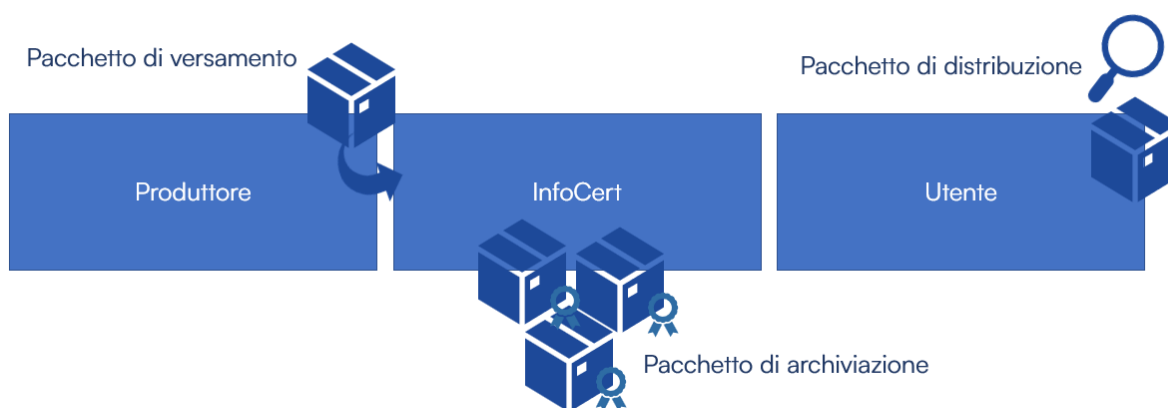 Pacchetto di versamento
Pacchetto di distribuzione
Produttore
InfoCert
Utente
Pacchetto di archiviazione